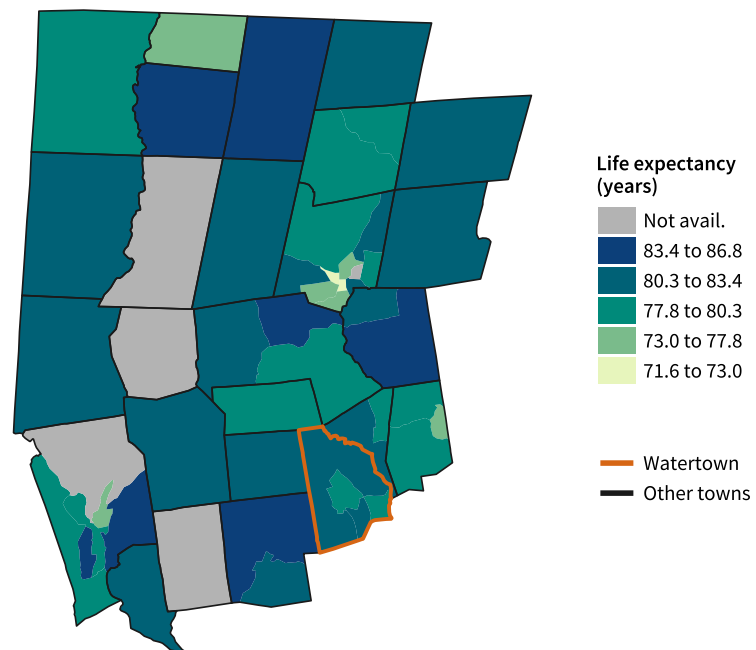 Life expectancy
(years)
Not avail.
83.4 to 86.8
80.3 to 83.4
77.8 to 80.3
73.0 to 77.8
71.6 to 73.0
Watertown
Other towns